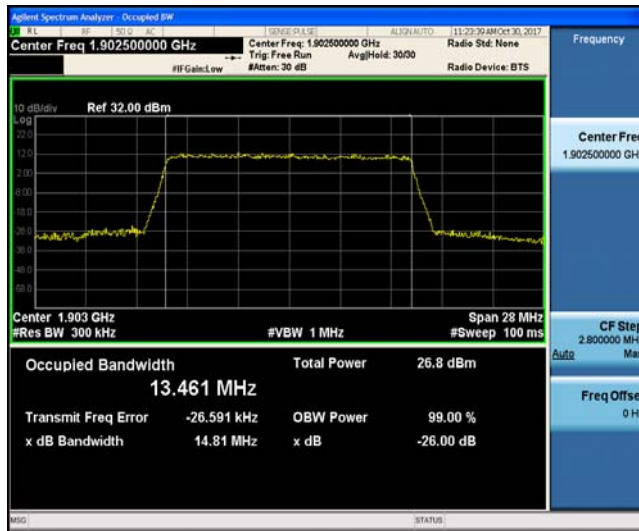 Agilent Spectrum Analyzer - Occupied BW
RL RF 50 Ω AC SENSE:PULSE ALIGN AUTO 11:23:39 AM Oct 30, 2017
Center Freq 1.902500000 GHz
Center Freq: 1.902500000 GHz
Radio Std: None
Trig: Free Run Avg|Hold: 30/30
#IFGain:Low #Atten: 30 dB Radio Device: BTS
Frequency
10 dB/div Ref 32.00 dBm
Log
22.0
12.0
2.00
-8.00
-18.0
-28.0
-38.0
-48.0
-58.0
Center Fre
1.902500000 GH
Center 1.903 GHz Span 28 MHz
#Res BW 300 kHz #VBW 1 MHz #Sweep 100 ms
CF Ste
2.800000 MH
Auto Ma
Occupied Bandwidth Total Power 26.8 dBm
13.461 MHz
Transmit Freq Error -26.591 kHz OBW Power 99.00 %
x dB Bandwidth 14.81 MHz x dB -26.00 dB
Freq Offse
0 H
MSG STATUS